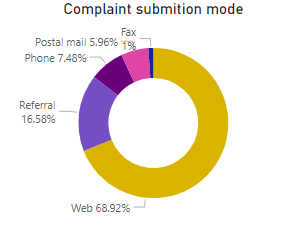 Complaint submition mode
Fax
1%
Postal mail 5.96%
Phone 7.48%
Referral
16.58%
Web 68.92%